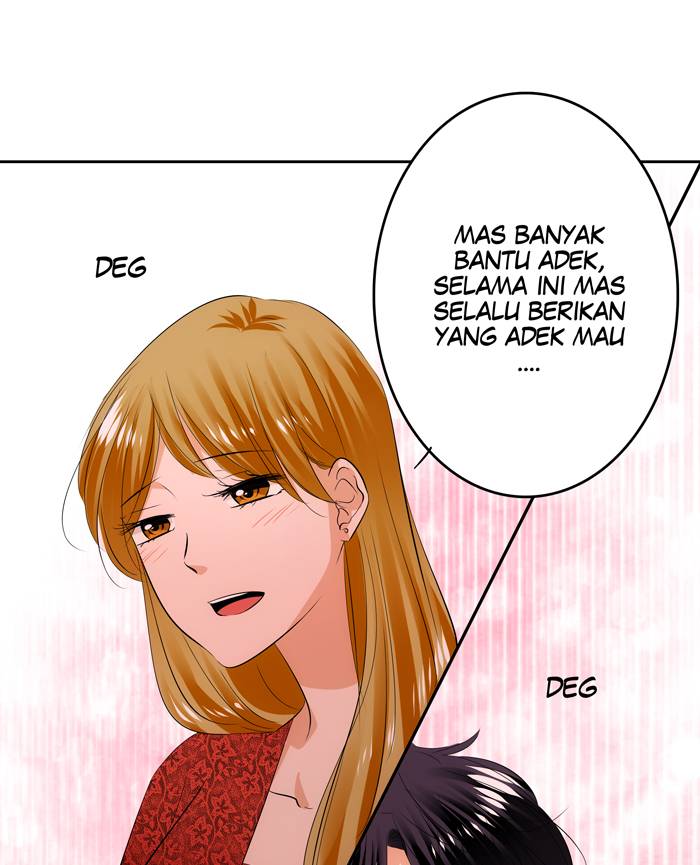 DEG
MAS BANYAK
BANTU ADEK,
SELAMA INI MAS
SELALU BERIKAN
YANG ADEK MAU
....
DEG